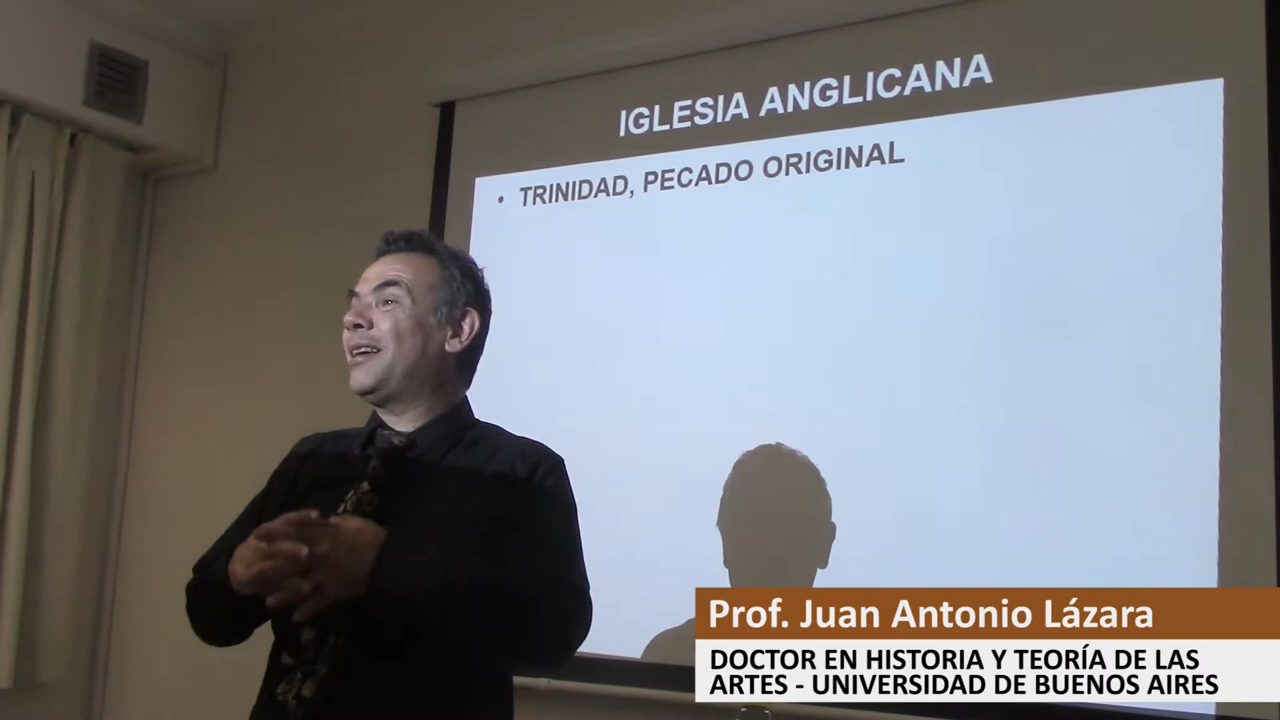 IGLESIA ANGLICANA
• TRINIDAD, PECADO ORIGINAL
Prof. Juan Antonio Lázara
DOCTOR EN HISTORIA Y TEORÍA DE LAS
ARTES - UNIVERSIDAD DE BUENOS AIRES